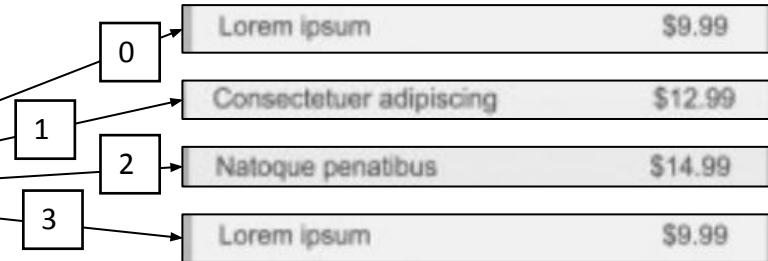 0 Lorem ipsum $9.99
1 Consectetuer adipiscing $12.99
2 Natoque penatibus $14.99
3 Lorem ipsum $9.99